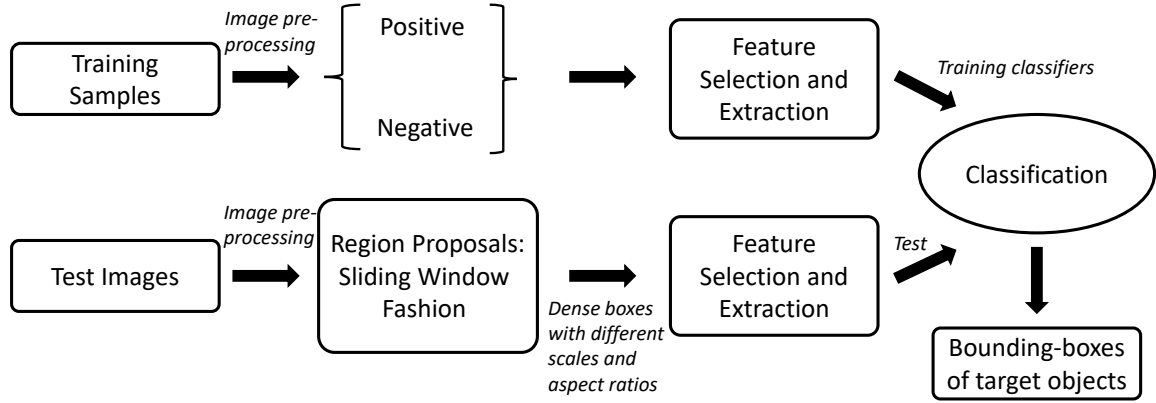 Image pre-
processing
Training
Samples
Positive
Negative
Feature
Selection and
Extraction
Training classifiers
Classification
Image pre-
processing
Test Images
Region Proposals:
Sliding Window
Fashion
Dense boxes
with different
scales and
aspect ratios
Feature
Selection and
Extraction
Test
Bounding-boxes
of target objects